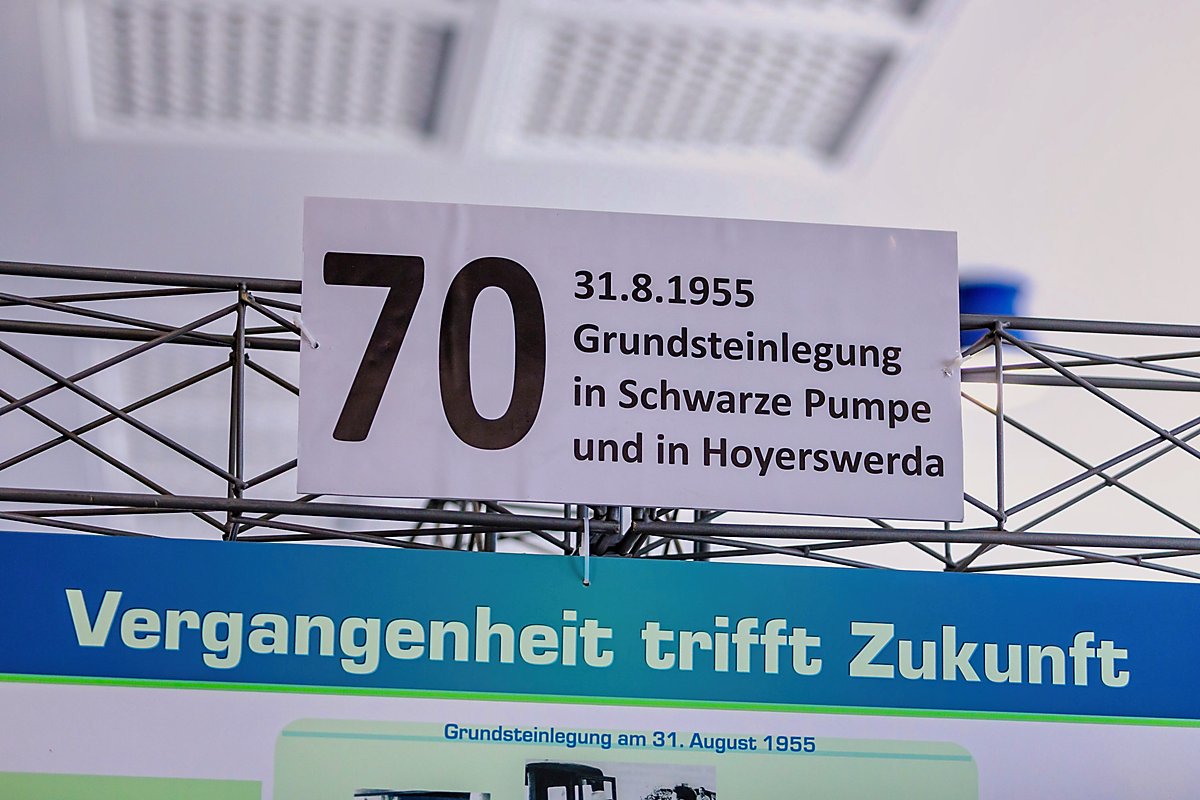 70
31.8.1955
Grundsteinlegung
in Schwarze Pumpe
und in Hoyerswerda
Vergangenheit trifft Zukunft
Grundsteinlegung am 31. August 1955